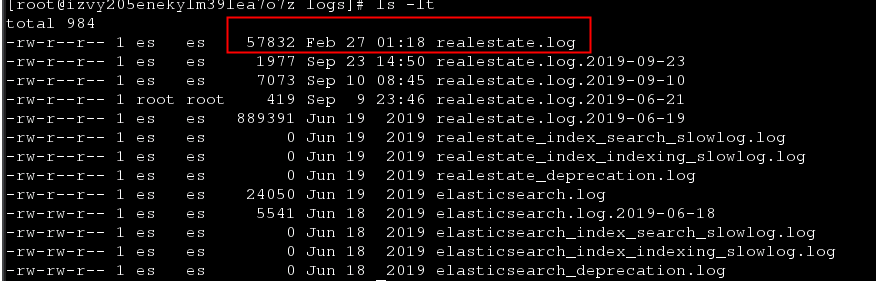 [root@izvy205enekylm39lea7o7z logs]# ls -lt
total 984
-rw-r--r-- 1 es   es    57832 Feb 27 01:18 realestate.log
-rw-r--r-- 1 es   es     1977 Sep 23 14:50 realestate.log.2019-09-23
-rw-r--r-- 1 es   es     7073 Sep 10 08:45 realestate.log.2019-09-10
-rw-r--r-- 1 root root    419 Sep  9 23:46 realestate.log.2019-06-21
-rw-r--r-- 1 es   es   889391 Jun 19  2019 realestate.log.2019-06-19
-rw-r--r-- 1 es   es        0 Jun 19  2019 realestate_index_search_slowlog.log
-rw-r--r-- 1 es   es        0 Jun 19  2019 realestate_index_indexing_slowlog.log
-rw-r--r-- 1 es   es        0 Jun 19  2019 realestate_deprecation.log
-rw-rw-r-- 1 es   es    24050 Jun 19  2019 elasticsearch.log
-rw-rw-r-- 1 es   es     5541 Jun 18  2019 elasticsearch.log.2019-06-18
-rw-rw-r-- 1 es   es        0 Jun 18  2019 elasticsearch_index_search_slowlog.log
-rw-rw-r-- 1 es   es        0 Jun 18  2019 elasticsearch_index_indexing_slowlog.log
-rw-rw-r-- 1 es   es        0 Jun 18  2019 elasticsearch_deprecation.log